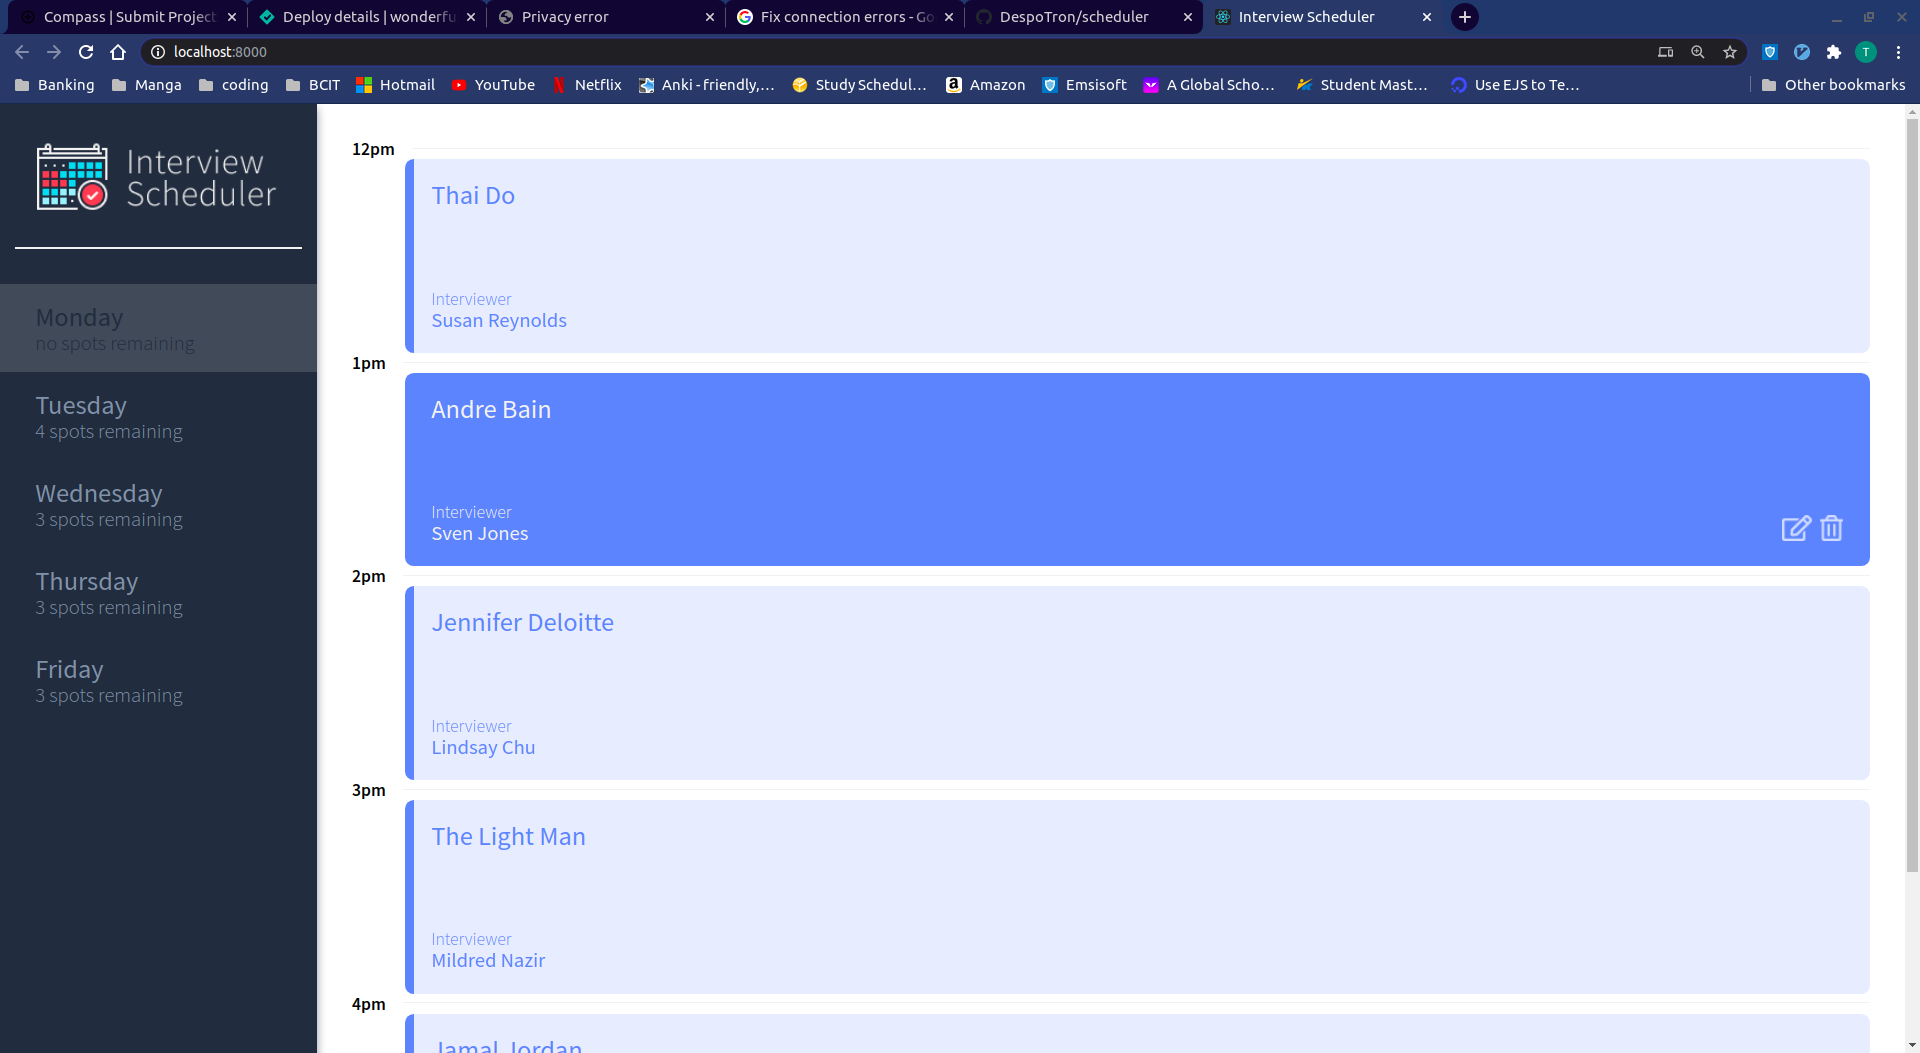 Compass | Submit Project
Deploy details | wonderfu
Privacy error
Fix connection errors - Go
DespoTron/scheduler
Interview Scheduler
localhost:8000
T
Banking
Manga
coding
BCIT
Hotmail
YouTube
Netflix
Anki - friendly,...
Study Schedul...
Amazon
Emsisoft
A Global Scho...
Student Mast...
Use EJS to Te...
Other bookmarks
Interview
Scheduler
Monday
no spots remaining
Tuesday
4 spots remaining
Wednesday
3 spots remaining
Thursday
3 spots remaining
Friday
3 spots remaining
12pm
Thai Do
Interviewer
Susan Reynolds
1pm
Andre Bain
Interviewer
Sven Jones
2pm
Jennifer Deloitte
Interviewer
Lindsay Chu
3pm
The Light Man
Interviewer
Mildred Nazir
4pm
Jamal Jordan